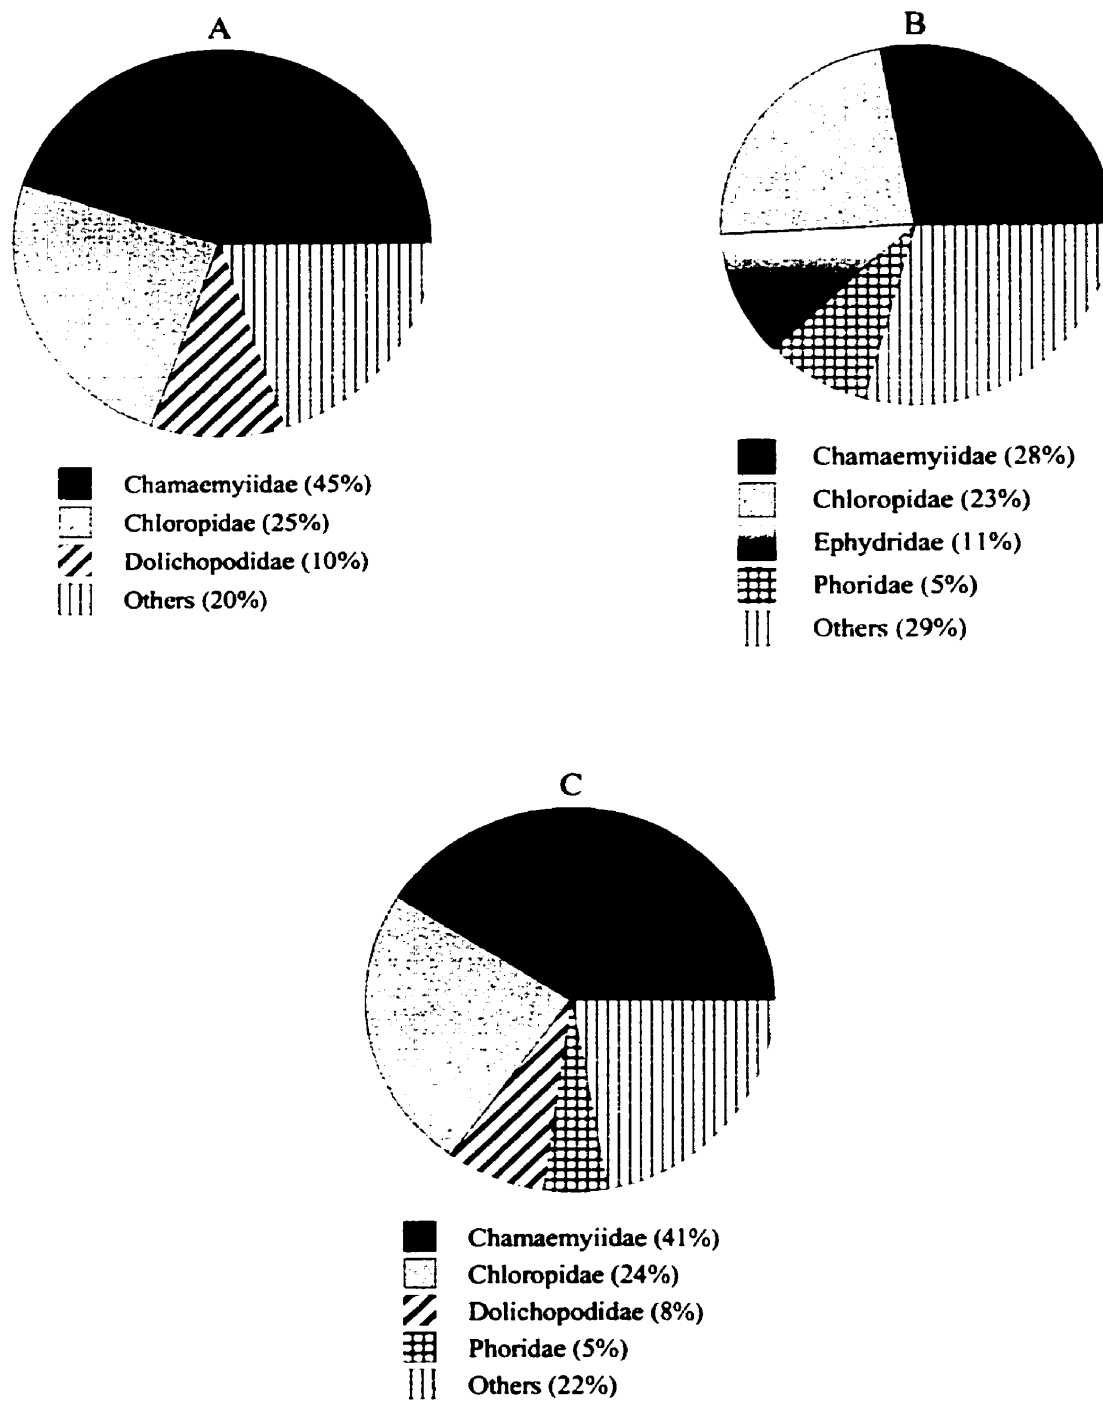 A
Chamaemyiidae (45%)
Chloropidae (25%)
Dolichopodidae (10%)
Others (20%)
B
Chamaemyiidae (28%)
Chloropidae (23%)
Ephydridae (11%)
Phoridae (5%)
Others (29%)
C
Chamaemyiidae (41%)
Chloropidae (24%)
Dolichopodidae (8%)
Phoridae (5%)
Others (22%)